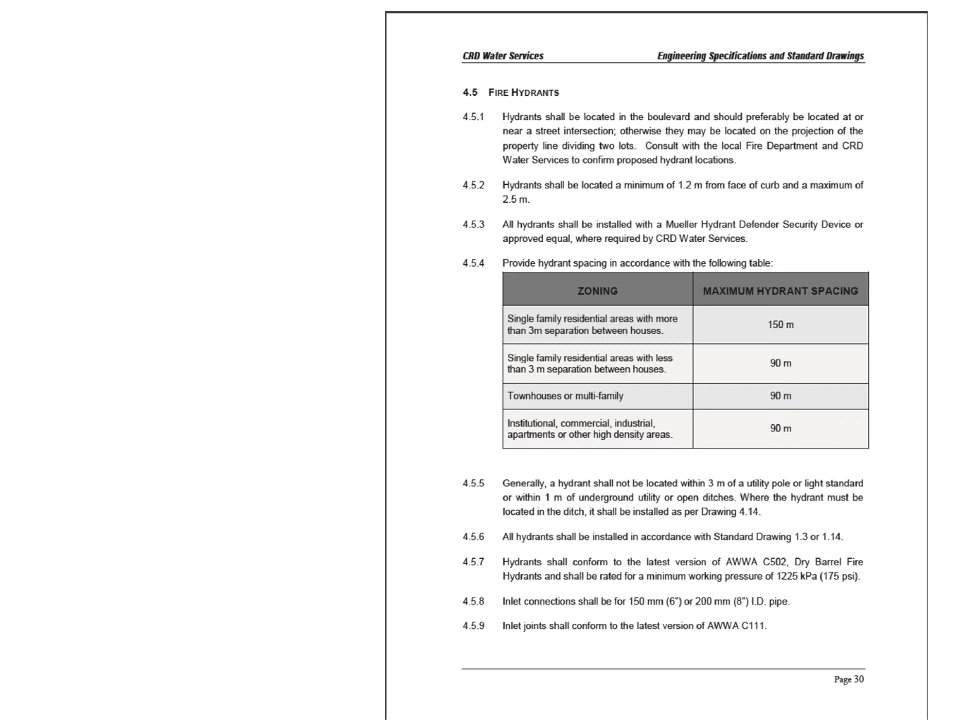 CRD Water Services Engineering Specifications and Standard Drawings
4.5 FIRE HYDRANTS
4.5.1 Hydrants shall be located in the boulevard and should preferably be located at or
near a street intersection; otherwise they may be located on the projection of the
property line dividing two lots. Consult with the local Fire Department and CRD
Water Services to confirm proposed hydrant locations.
4.5.2 Hydrants shall be located a minimum of 1.2 m from face of curb and a maximum of
2.5 m.
4.5.3 All hydrants shall be installed with a Mueller Hydrant Defender Security Device or
approved equal, where required by CRD Water Services.
4.5.4 Provide hydrant spacing in accordance with the following table:
ZONING MAXIMUM HYDRANT SPACING
Single family residential areas with more
than 3m separation between houses.
150 m
Single family residential areas with less
than 3 m separation between houses.
90 m
Townhouses or multi-family 90 m
Institutional, commercial, industrial,
apartments or other high density areas.
90 m
4.5.5 Generally, a hydrant shall not be located within 3 m of a utility pole or light standard
or within 1 m of underground utility or open ditches. Where the hydrant must be
located in the ditch, it shall be installed as per Drawing 4.14.
4.5.6 All hydrants shall be installed in accordance with Standard Drawing 1.3 or 1.14.
4.5.7 Hydrants shall conform to the latest version of AWWA C502, Dry Barrel Fire
Hydrants and shall be rated for a minimum working pressure of 1225 kPa (175 psi).
4.5.8 Inlet connections shall be for 150 mm (6") or 200 mm (8") I.D. pipe.
4.5.9 Inlet joints shall conform to the latest version of AWWA C111.
Page 30